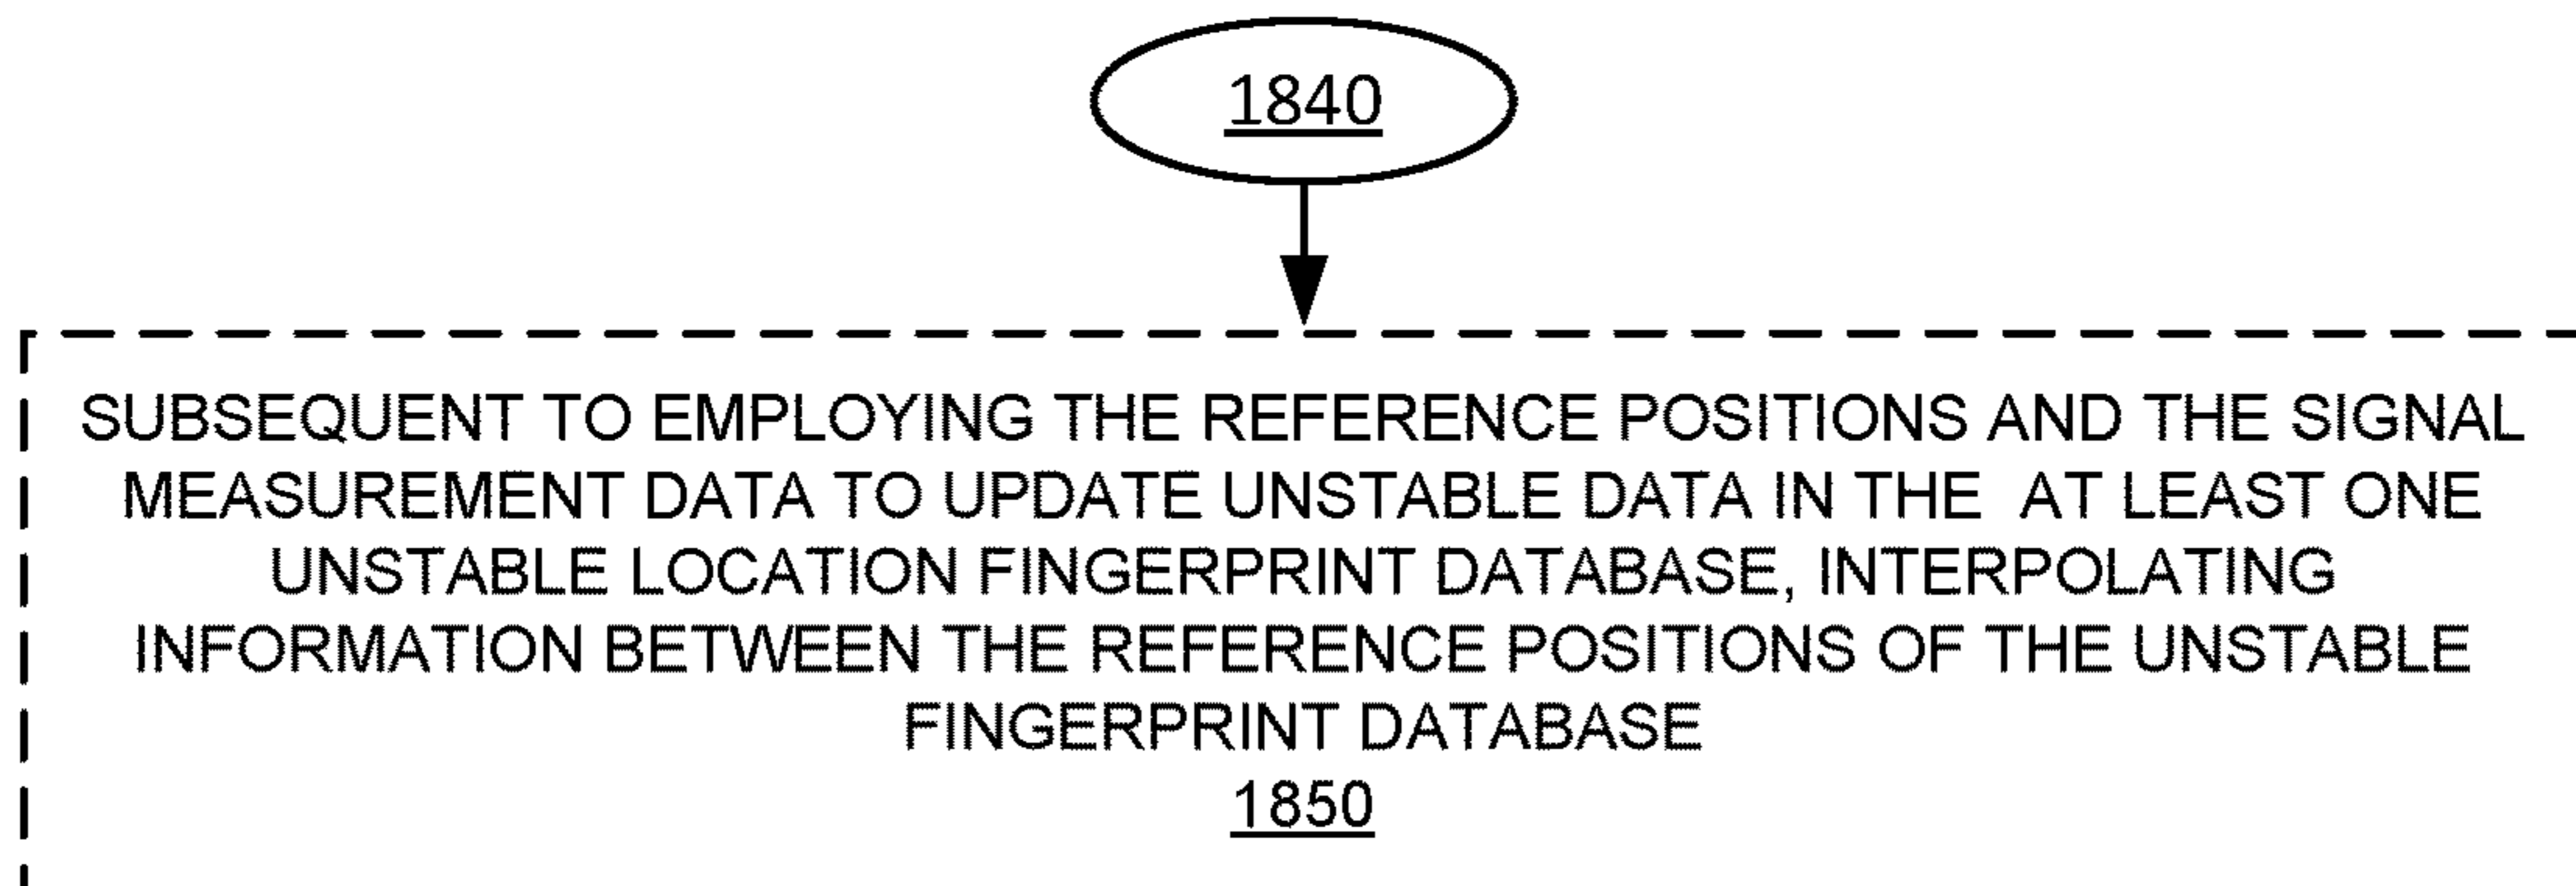 1840
SUBSEQUENT TO EMPLOYING THE REFERENCE POSITIONS AND THE SIGNAL
MEASUREMENT DATA TO UPDATE UNSTABLE DATA IN THE  AT LEAST ONE
UNSTABLE LOCATION FINGERPRINT DATABASE, INTERPOLATING
INFORMATION BETWEEN THE REFERENCE POSITIONS OF THE UNSTABLE
FINGERPRINT DATABASE
1850